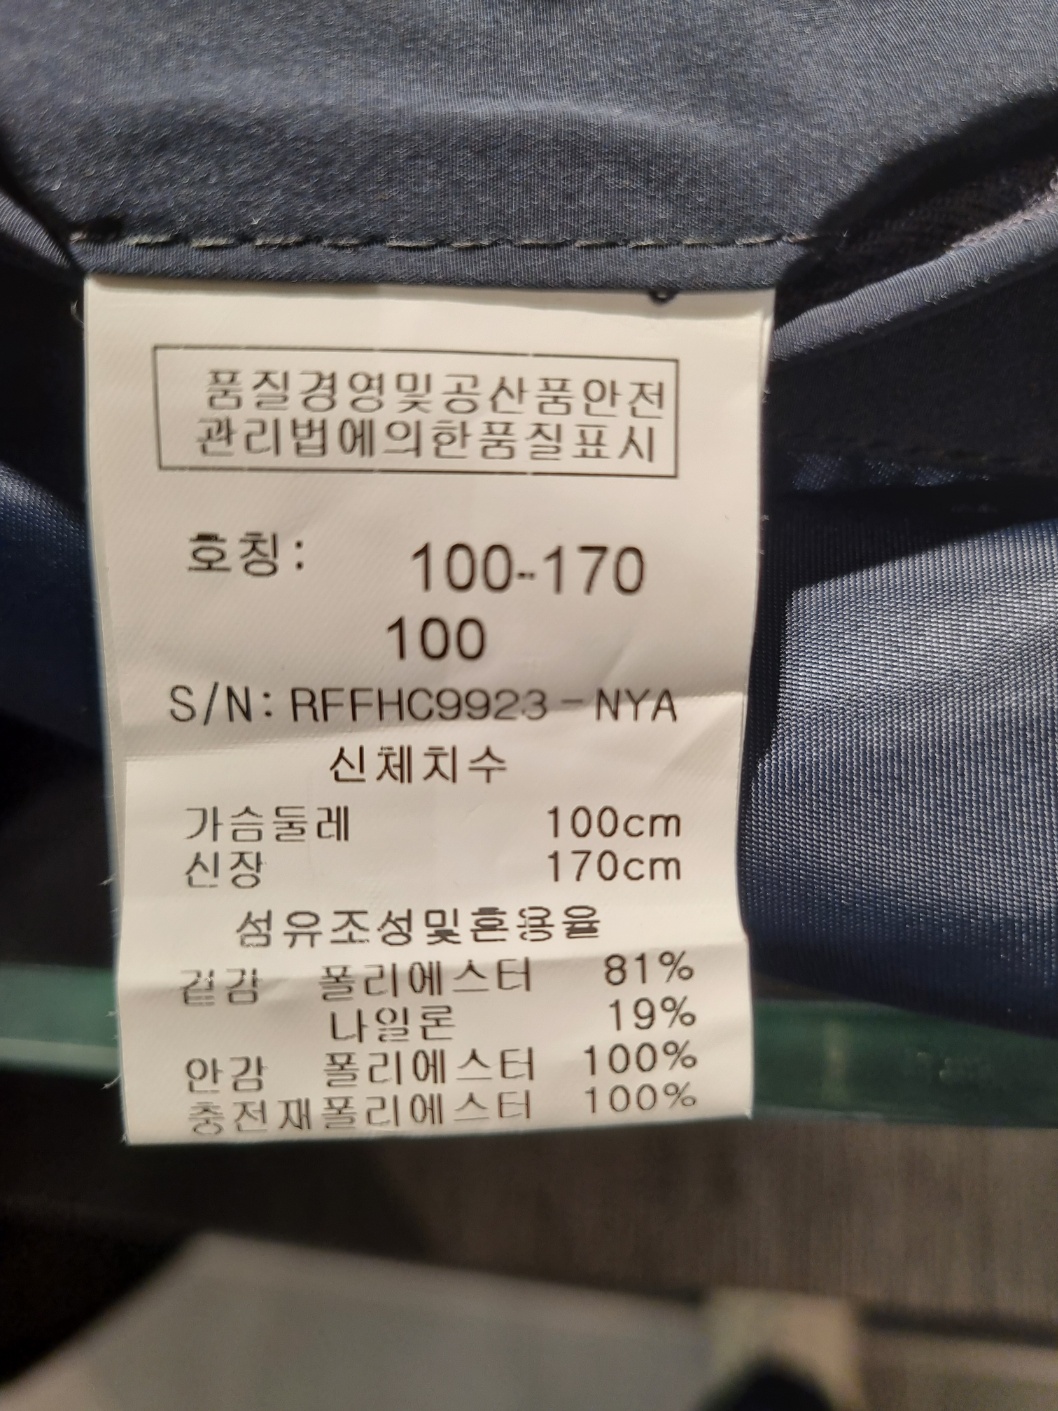 품질경영및공산품안전
관리법에의한품질표시
호칭: 100-170
100
S/N: RFFHC9923-NYA
신체치수
가슴둘레 100cm
신장 170cm
섬유조성및혼용율
겉감 폴리에스터 81%
나일론 19%
안감 폴리에스터 100%
충전재폴리에스터 100%